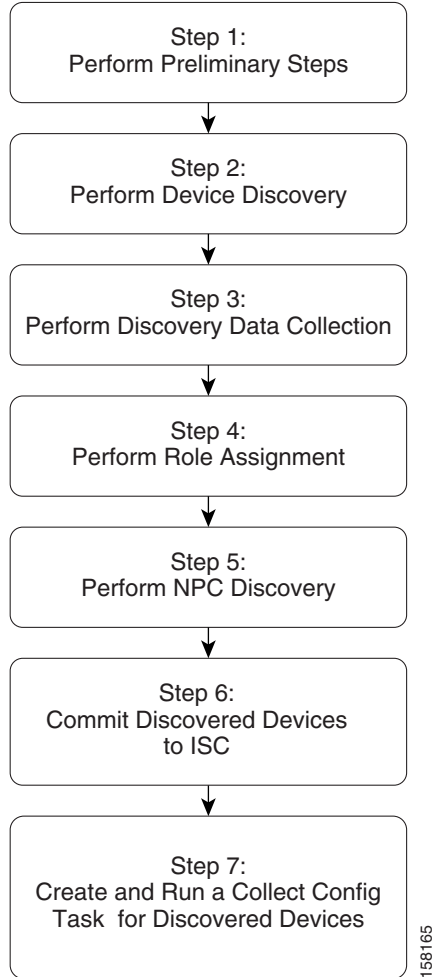 Step 1:
Perform Preliminary Steps
Step 2:
Perform Device Discovery
Step 3:
Perform Discovery Data Collection
Step 4:
Perform Role Assignment
Step 5:
Perform NPC Discovery
Step 6:
Commit Discovered Devices
to ISC
Step 7:
Create and Run a Collect Config
Task for Discovered Devices
158165